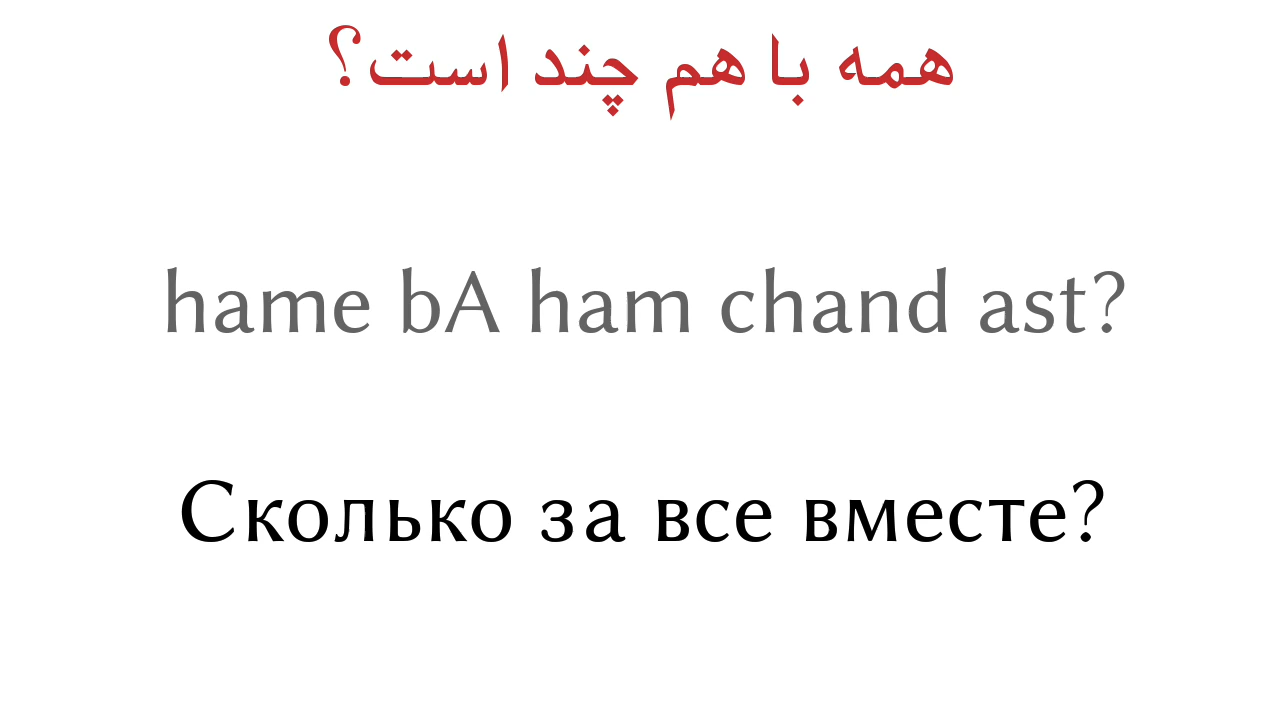 همه با هم چند است؟
hame bA ham chand ast?
Сколько за все вместе?